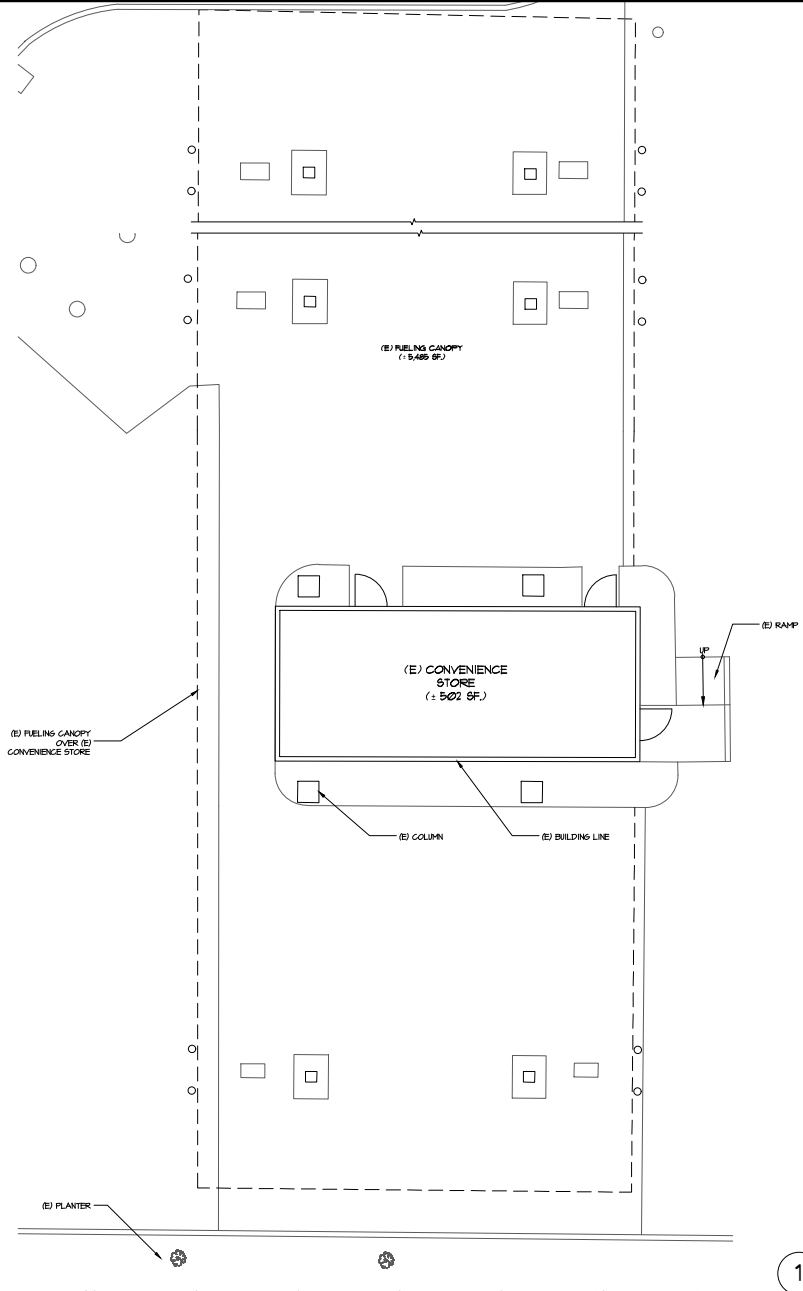 (E) FUELING CANOPY
(± 5,485 SF.)
(E) CONVENIENCE
STORE
(± 502 SF.)
UP
(E) RAMP
(E) FUELING CANOPY
OVER (E)
CONVENIENCE STORE
(E) COLUMN
(E) BUILDING LINE
(E) PLANTER
1